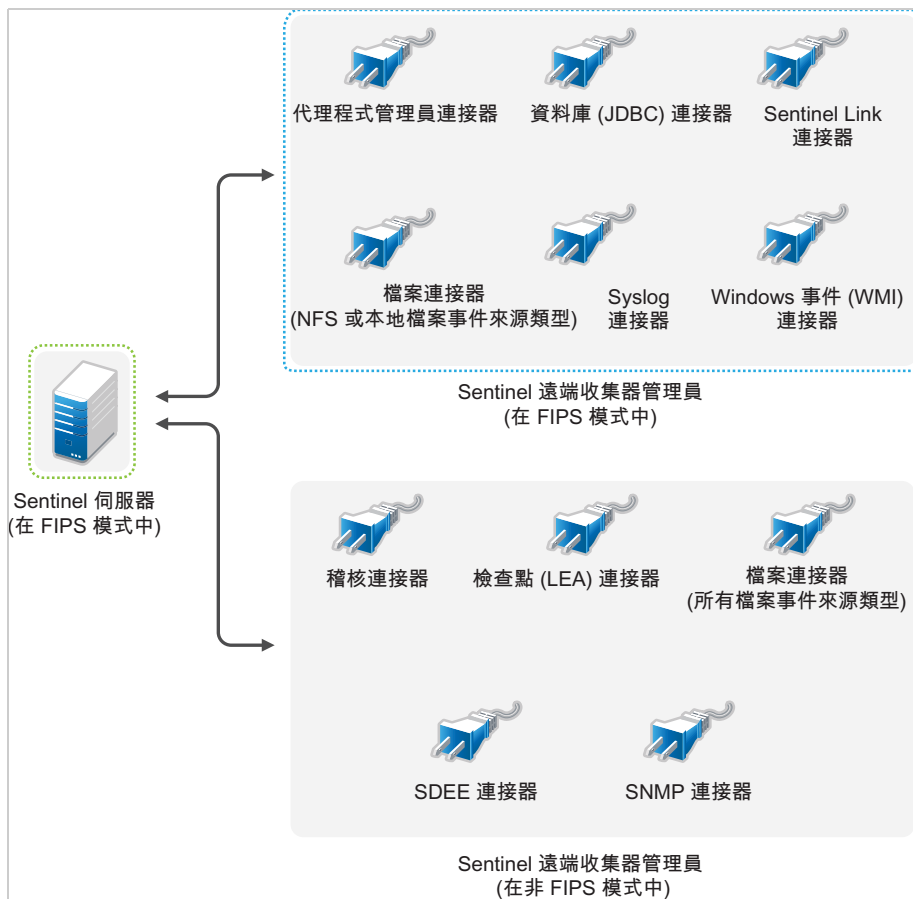 代理程式管理員連接器
資料庫 (JDBC) 連接器
Sentinel Link
連接器
檔案連接器
(NFS 或本地檔案事件來源類型)
Syslog
連接器
Windows 事件 (WMI)
連接器
Sentinel 遠端收集器管理員
(在 FIPS 模式中)
Sentinel 伺服器
(在 FIPS 模式中)
稽核連接器
檢查點 (LEA) 連接器
檔案連接器
(所有檔案事件來源類型)
SDEE 連接器
SNMP 連接器
Sentinel 遠端收集器管理員
(在非 FIPS 模式中)